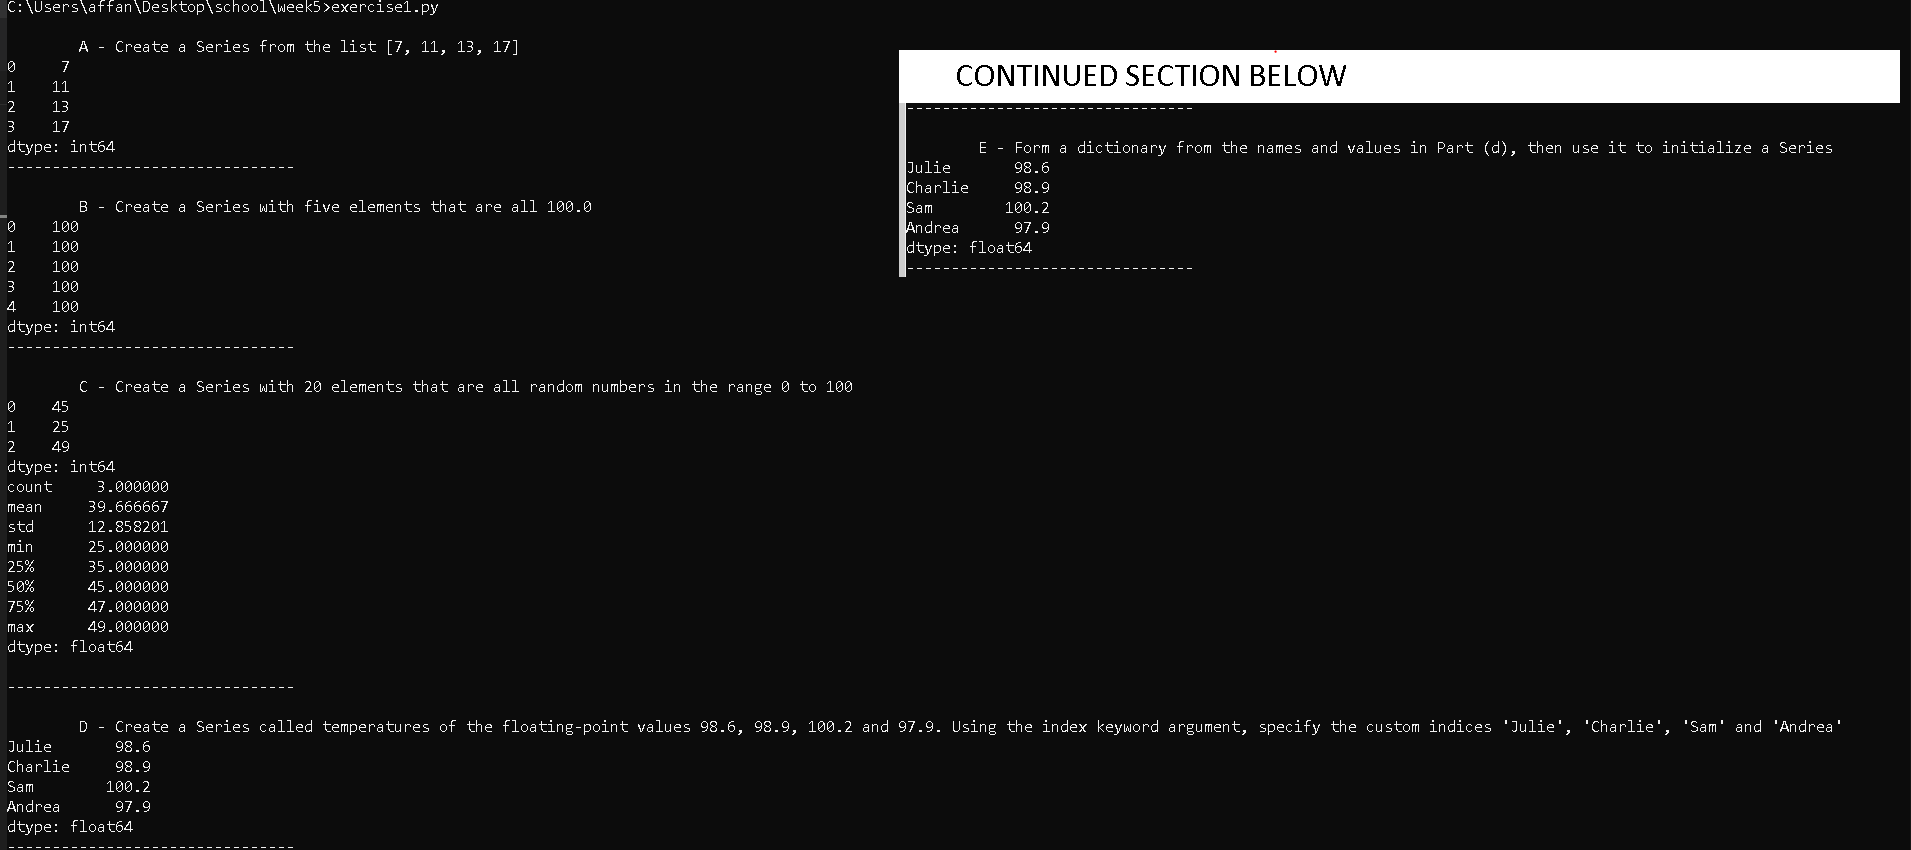 C:\Users\affan\Desktop\school\week5>exercise1.py
A - Create a Series from the list [7, 11, 13, 17]
0 7
1 11
2 13
3 17
dtype: int64
--------------------------------
B - Create a Series with five elements that are all 100.0
0 100
1 100
2 100
3 100
4 100
dtype: int64
--------------------------------
C - Create a Series with 20 elements that are all random numbers in the range 0 to 100
0 45
1 25
2 49
dtype: int64
count 3.000000
mean 39.666667
std 12.858201
min 25.000000
25% 35.000000
50% 45.000000
75% 47.000000
max 49.000000
dtype: float64
--------------------------------
D - Create a Series called temperatures of the floating-point values 98.6, 98.9, 100.2 and 97.9. Using the index keyword argument, specify the custom indices 'Julie', 'Charlie', 'Sam' and 'Andrea'
Julie 98.6
Charlie 98.9
Sam 100.2
Andrea 97.9
dtype: float64
--------------------------------
CONTINUED SECTION BELOW
--------------------------------
E - Form a dictionary from the names and values in Part (d), then use it to initialize a Series
Julie 98.6
Charlie 98.9
Sam 100.2
Andrea 97.9
dtype: float64
--------------------------------